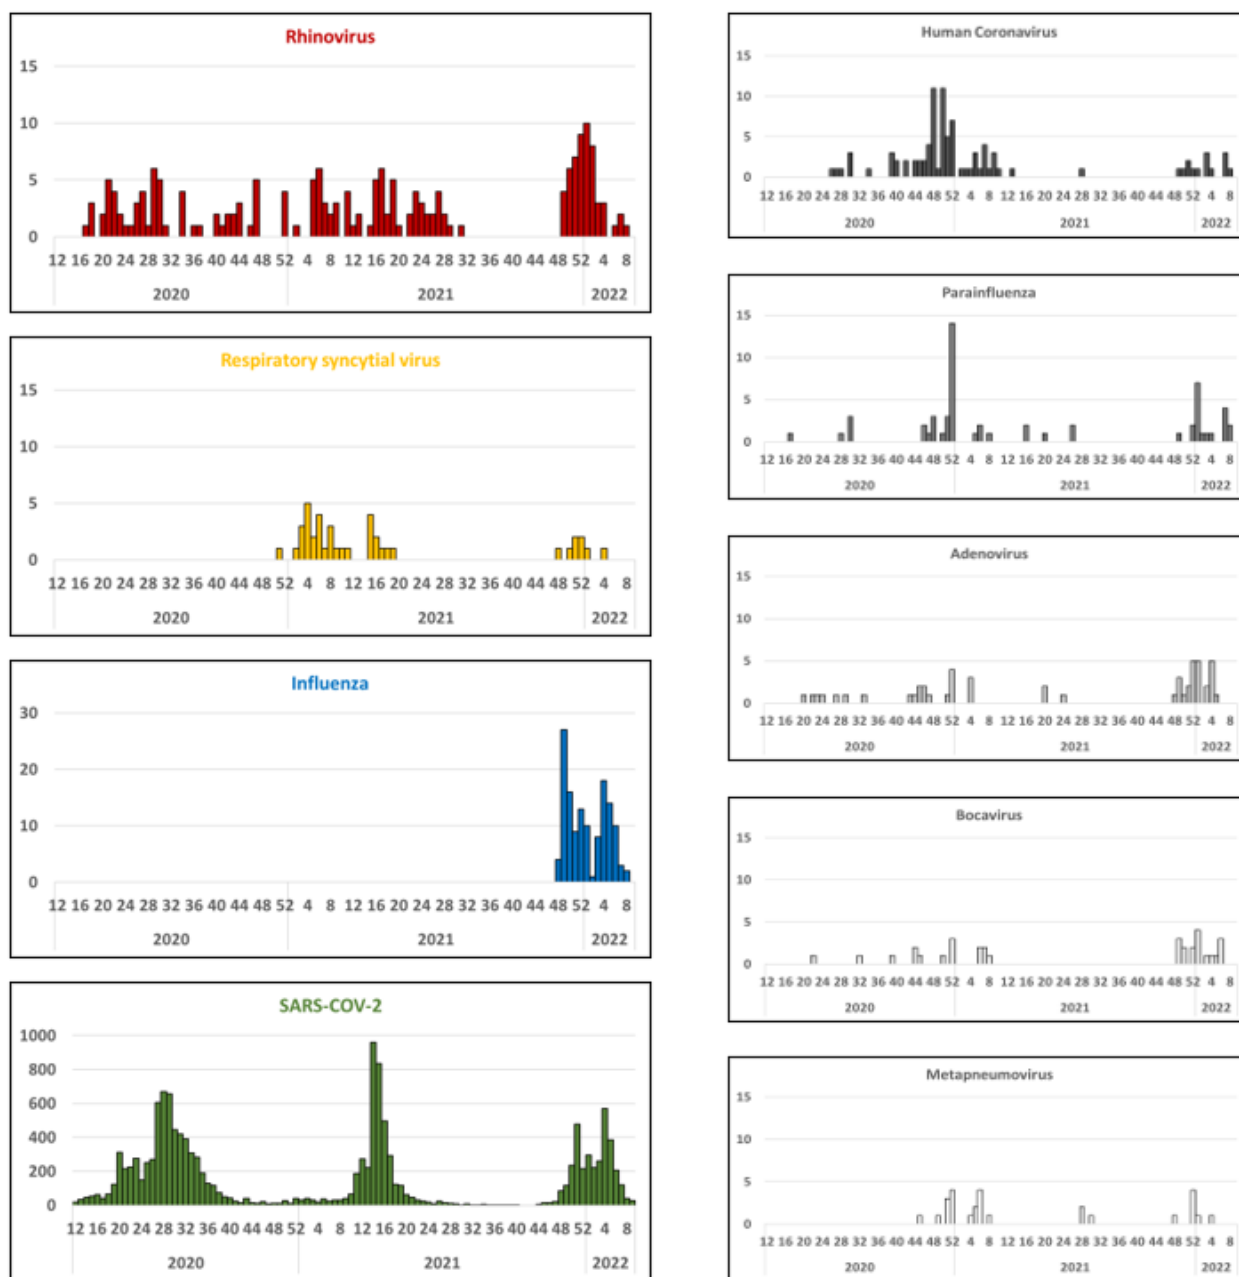 Rhinovirus
15
10
5
0
12 16 20 24 28 32 36 40 44 48 52 4 8 12 16 20 24 28 32 36 40 44 48 52 4 8
2020 2021 2022
Respiratory syncytial virus
15
10
5
0
12 16 20 24 28 32 36 40 44 48 52 4 8 12 16 20 24 28 32 36 40 44 48 52 4 8
2020 2021 2022
Influenza
30
20
10
0
12 16 20 24 28 32 36 40 44 48 52 4 8 12 16 20 24 28 32 36 40 44 48 52 4 8
2020 2021 2022
SARS-COV-2
1000
800
600
400
200
0
12 16 20 24 28 32 36 40 44 48 52 4 8 12 16 20 24 28 32 36 40 44 48 52 4 8
2020 2021 2022
Human Coronavirus
15
10
5
0
12 16 20 24 28 32 36 40 44 48 52 4 8 12 16 20 24 28 32 36 40 44 48 52 4 8
2020 2021 2022
Parainfluenza
15
10
5
0
12 16 20 24 28 32 36 40 44 48 52 4 8 12 16 20 24 28 32 36 40 44 48 52 4 8
2020 2021 2022
Adenovirus
15
10
5
0
12 16 20 24 28 32 36 40 44 48 52 4 8 12 16 20 24 28 32 36 40 44 48 52 4 8
2020 2021 2022
Bocavirus
15
10
5
0
12 16 20 24 28 32 36 40 44 48 52 4 8 12 16 20 24 28 32 36 40 44 48 52 4 8
2020 2021 2022
Metapneumovirus
15
10
5
0
12 16 20 24 28 32 36 40 44 48 52 4 8 12 16 20 24 28 32 36 40 44 48 52 4 8
2020 2021 2022